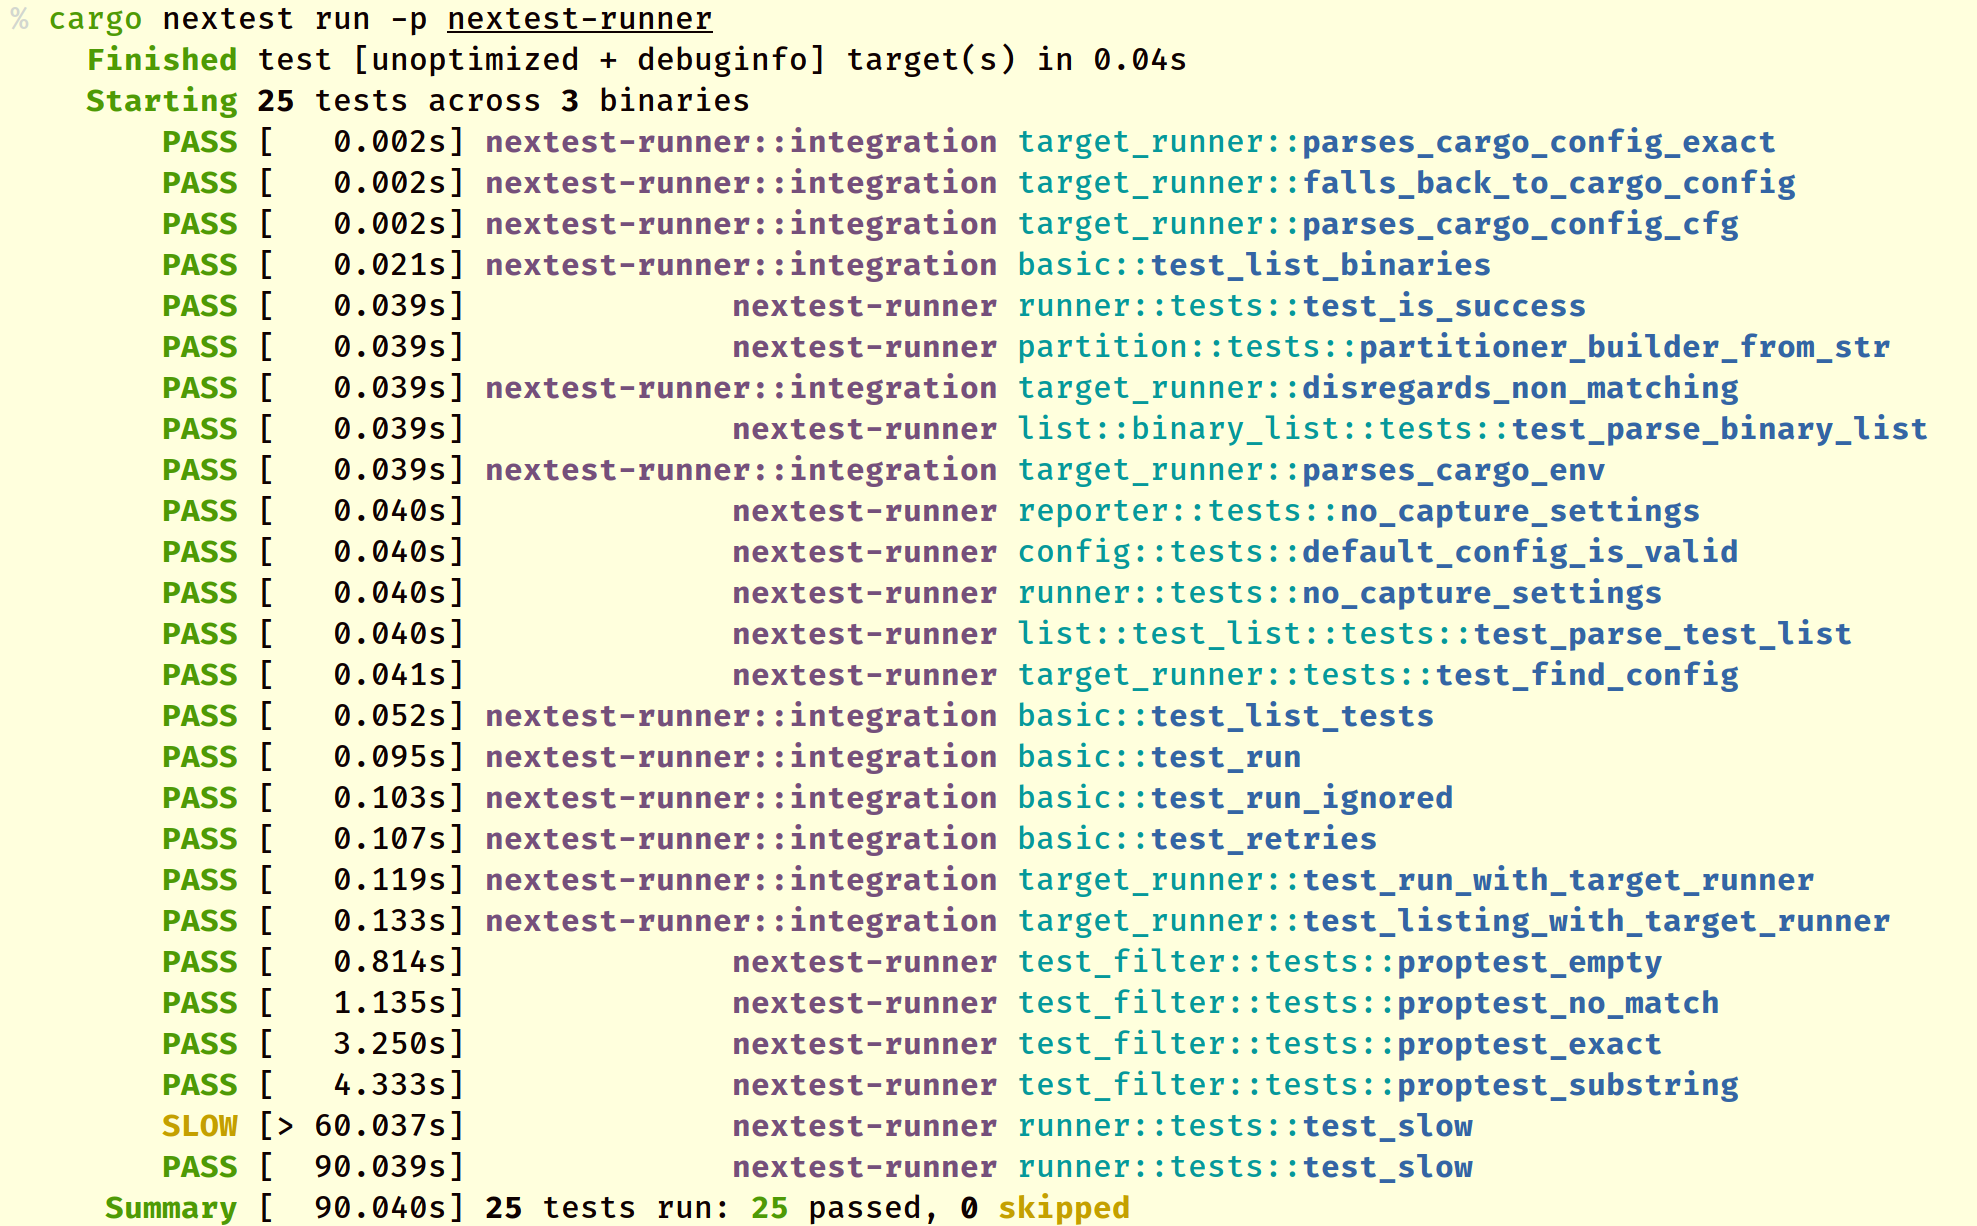 % cargo nextest run -p nextest-runner
Finished test [unoptimized + debuginfo] target(s) in 0.04s
Starting 25 tests across 3 binaries
PASS [   0.002s] nextest-runner::integration target_runner::parses_cargo_config_exact
PASS [   0.002s] nextest-runner::integration target_runner::falls_back_to_cargo_config
PASS [   0.002s] nextest-runner::integration target_runner::parses_cargo_config_cfg
PASS [   0.021s] nextest-runner::integration basic::test_list_binaries
PASS [   0.039s]              nextest-runner runner::tests::test_is_success
PASS [   0.039s]              nextest-runner partition::tests::partitioner_builder_from_str
PASS [   0.039s] nextest-runner::integration target_runner::disregards_non_matching
PASS [   0.039s]              nextest-runner list::binary_list::tests::test_parse_binary_list
PASS [   0.039s] nextest-runner::integration target_runner::parses_cargo_env
PASS [   0.040s]              nextest-runner reporter::tests::no_capture_settings
PASS [   0.040s]              nextest-runner config::tests::default_config_is_valid
PASS [   0.040s]              nextest-runner runner::tests::no_capture_settings
PASS [   0.040s]              nextest-runner list::test_list::tests::test_parse_test_list
PASS [   0.041s]              nextest-runner target_runner::tests::test_find_config
PASS [   0.052s] nextest-runner::integration basic::test_list_tests
PASS [   0.095s] nextest-runner::integration basic::test_run
PASS [   0.103s] nextest-runner::integration basic::test_run_ignored
PASS [   0.107s] nextest-runner::integration basic::test_retries
PASS [   0.119s] nextest-runner::integration target_runner::test_run_with_target_runner
PASS [   0.133s] nextest-runner::integration target_runner::test_listing_with_target_runner
PASS [   0.814s]              nextest-runner test_filter::tests::proptest_empty
PASS [   1.135s]              nextest-runner test_filter::tests::proptest_no_match
PASS [   3.250s]              nextest-runner test_filter::tests::proptest_exact
PASS [   4.333s]              nextest-runner test_filter::tests::proptest_substring
SLOW [> 60.037s]              nextest-runner runner::tests::test_slow
PASS [  90.039s]              nextest-runner runner::tests::test_slow
Summary [  90.040s] 25 tests run: 25 passed, 0 skipped